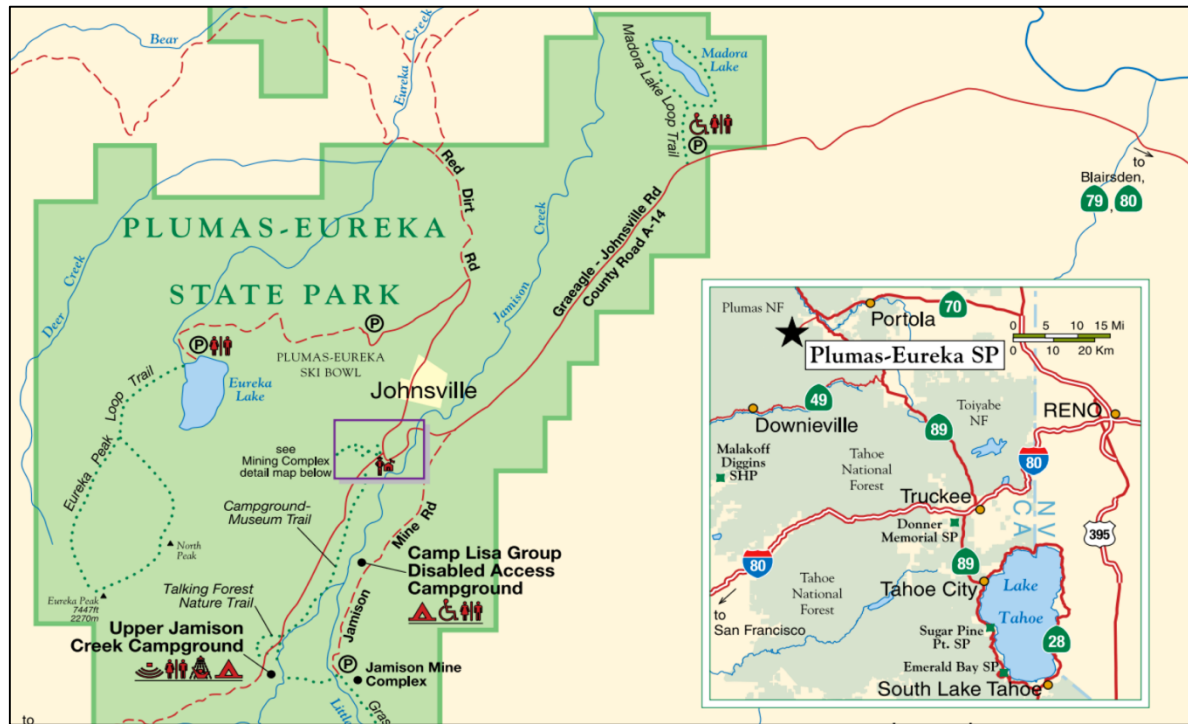 Bear
Creek
Eureka
Creek
Madora
Lake
Madora Lake Loop Trail
P
to
Blairsden,
79, 80
Red Dirt Rd
Jamison
Creek
Graeagle - Johnsville Rd
County Road A-14
PLUMAS-EUREKA
STATE PARK
Deer
Creek
P
P
PLUMAS-EUREKA
SKI BOWL
Eureka
Lake
Johnsville
Eureka Peak Loop Trail
see
Mining Complex
detail map below
Campground-
Museum Trail
North
Peak
Eureka Peak
7447ft
2270m
Talking Forest
Nature Trail
Jamison Mine Rd
Camp Lisa Group
Disabled Access
Campground
Upper Jamison
Creek Campground
P
Jamison Mine
Complex
to
Little
Gras
Plumas NF
Portola
70
0 5 10 15 Mi
0 10 20 Km
Plumas-Eureka SP
49
Downieville
89
Toiyabe
NF
RENO
Malakoff
Diggins
SHP
Tahoe
National
Forest
80
Truckee
NV
CA
Donner
Memorial SP
395
80
89
Tahoe
National
Forest
Tahoe City
Lake
Tahoe
to
San Francisco
Sugar Pine
Pt. SP
28
Emerald Bay SP
South Lake Tahoe